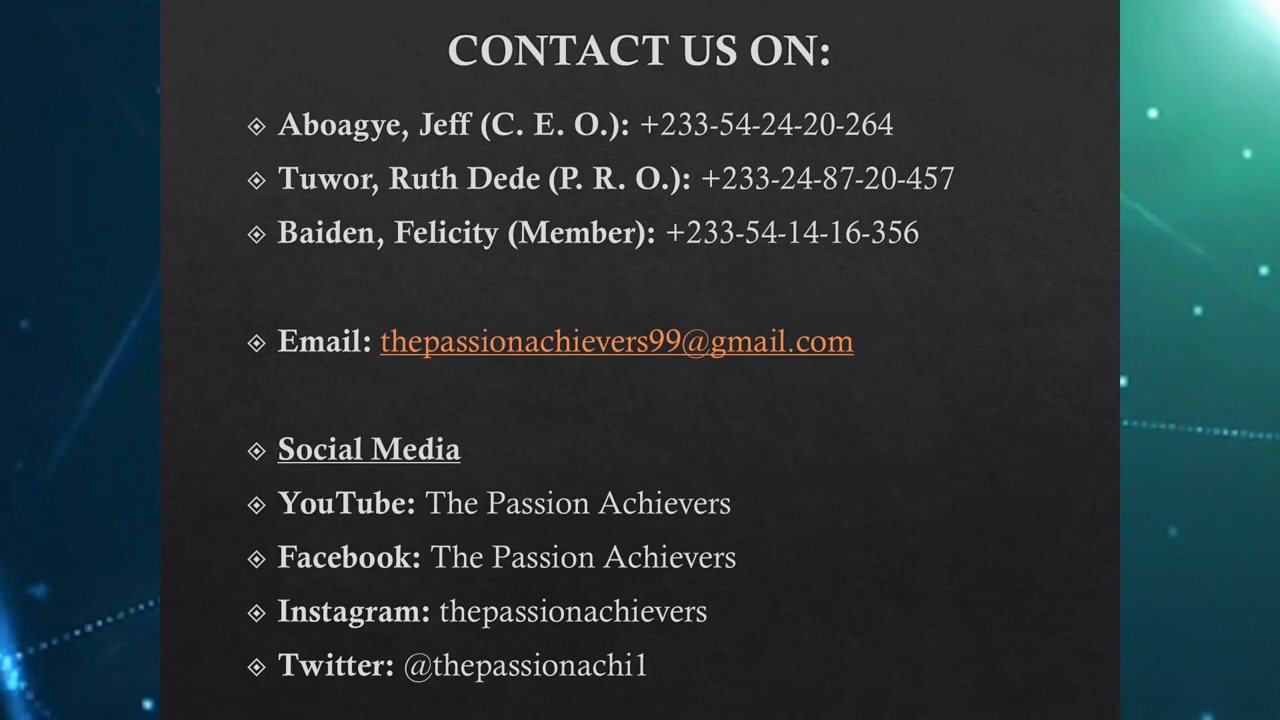 CONTACT US ON:
Aboagye, Jeff (C. E. O.): +233-54-24-20-264
Tuwor, Ruth Dede (P. R. O.): +233-24-87-20-457
Baiden, Felicity (Member): +233-54-14-16-356
Email: thepassionachievers99@gmail.com
Social Media
YouTube: The Passion Achievers
Facebook: The Passion Achievers
Instagram: thepassionachievers
Twitter: @thepassionachi1